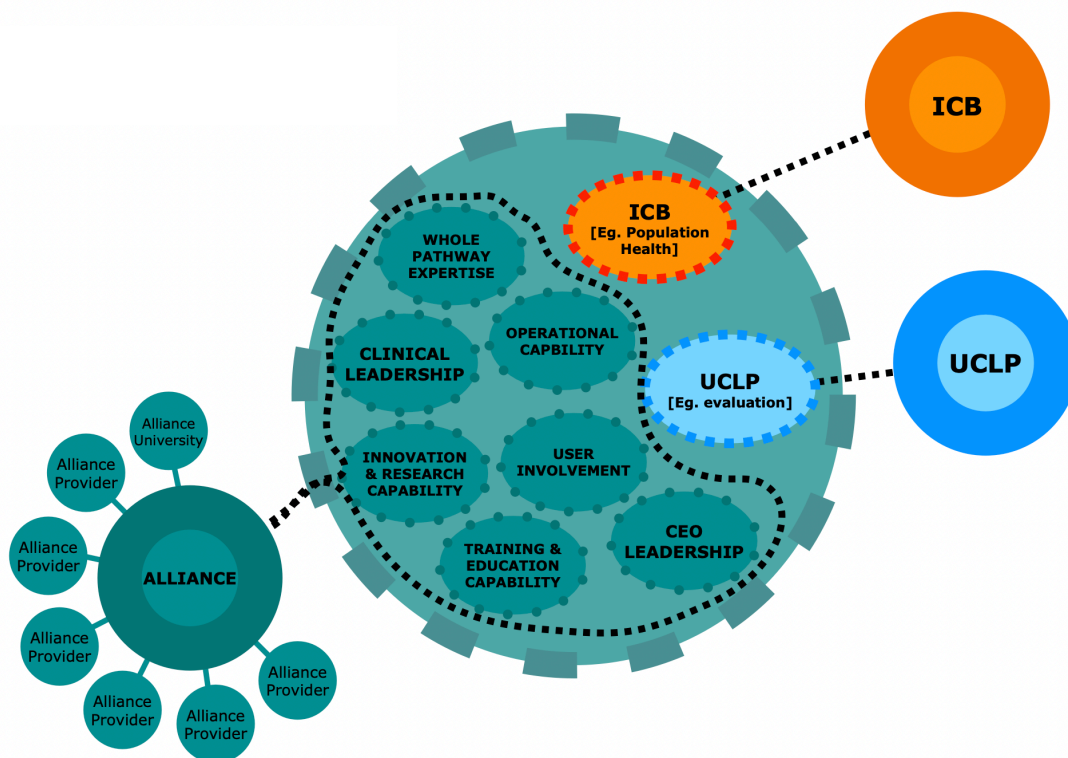 ICB
ICB
[Eg. Population
Health]
WHOLE
PATHWAY
EXPERTISE
OPERATIONAL
CAPBILITY
CLINICAL
LEADERSHIP
UCLP
UCLP
[Eg. evaluation]
Alliance
University
Alliance
Provider
INNOVATION
& RESEARCH
CAPABILITY
USER
INVOLVEMENT
CEO
LEADERSHIP
TRAINING &
EDUCATION
CAPABILITY
Alliance
Provider
ALLIANCE
Alliance
Provider
Alliance
Provider
Alliance
Provider
Alliance
Provider